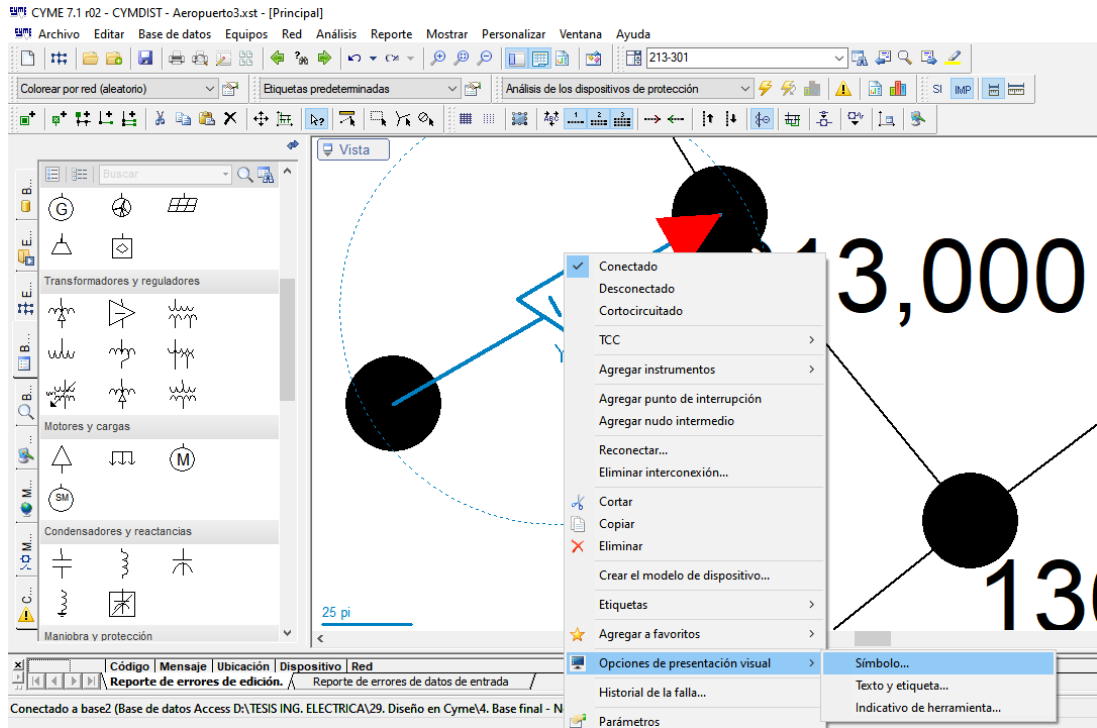 CYME 7.1 r02 - CYMDIST - Aeropuerto3.xst - [Principal]
Archivo Editar Base de datos Equipos Red Análisis Reporte Mostrar Personalizar Ventana Ayuda
213-301
Colorear por red (aleatorio) Etiquetas predeterminadas Análisis de los dispositivos de protección SI IMP
Vista
Buscar
B...
E...
E...
B...
B...
M...
M...
C...
G
Transformadores y reguladores
Motores y cargas
M
SM
Condensadores y reactancias
Maniobra y protección
Y
25 pi
13,000
130
Conectado
Desconectado
Cortocircuitado
TCC
Agregar instrumentos
Agregar punto de interrupción
Agregar nudo intermedio
Reconectar...
Eliminar interconexión...
Cortar
Copiar
Eliminar
Crear el modelo de dispositivo...
Etiquetas
Agregar a favoritos
Opciones de presentación visual
Historial de la falla...
Parámetros
Símbolo...
Texto y etiqueta...
Indicativo de herramienta...
Código Mensaje Ubicación Dispositivo Red
Reporte de errores de edición. Reporte de errores de datos de entrada
Conectado a base2 (Base de datos Access D:\TESIS ING. ELECTRICA\29. Diseño en Cyme\4. Base final - N